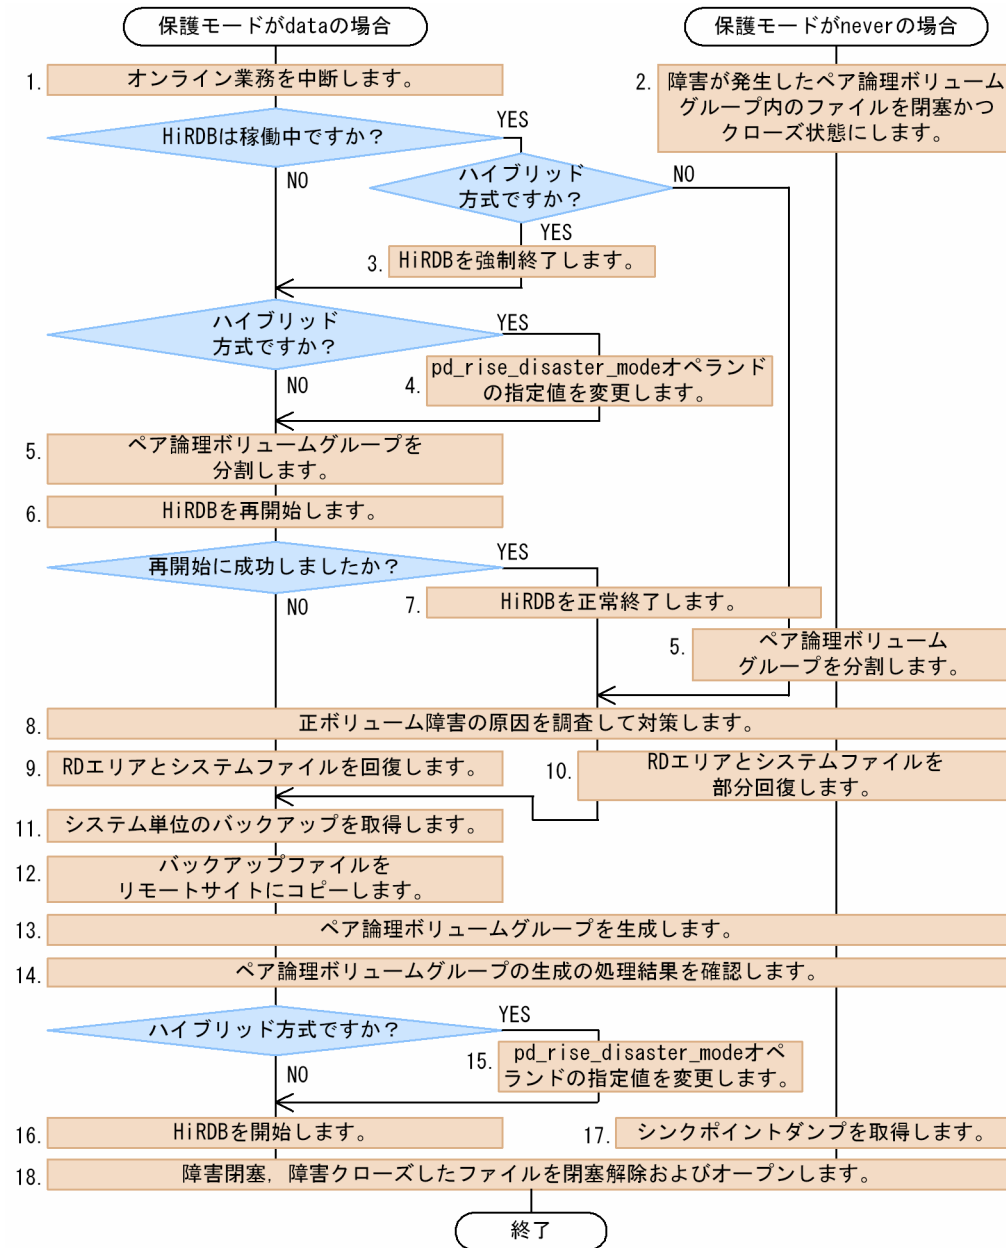 保護モードがdataの場合
保護モードがneverの場合
1.
オンライン業務を中断します。
2.
障害が発生したペア論理ボリューム
グループ内のファイルを閉塞かつ
クローズ状態にします。
HiRDBは稼働中ですか？
YES
NO
ハイブリッド
方式ですか？
NO
YES
3.
HiRDBを強制終了します。
ハイブリッド
方式ですか？
YES
NO
4.
pd_rise_disaster_modeオペランド
の指定値を変更します。
5.
ペア論理ボリュームグループを
分割します。
6.
HiRDBを再開始します。
再開始に成功しましたか？
YES
NO
7.
HiRDBを正常終了します。
5.
ペア論理ボリューム
グループを分割します。
8.
正ボリューム障害の原因を調査して対策します。
9.
RDエリアとシステムファイルを回復します。
10.
RDエリアとシステムファイルを
部分回復します。
11.
システム単位のバックアップを取得します。
12.
バックアップファイルを
リモートサイトにコピーします。
13.
ペア論理ボリュームグループを生成します。
14.
ペア論理ボリュームグループの生成の処理結果を確認します。
ハイブリッド方式ですか？
YES
NO
15.
pd_rise_disaster_modeオペ
ランドの指定値を変更します。
16.
HiRDBを開始します。
17.
シンクポイントダンプを取得します。
18.
障害閉塞，障害クローズしたファイルを閉塞解除およびオープンします。
終了